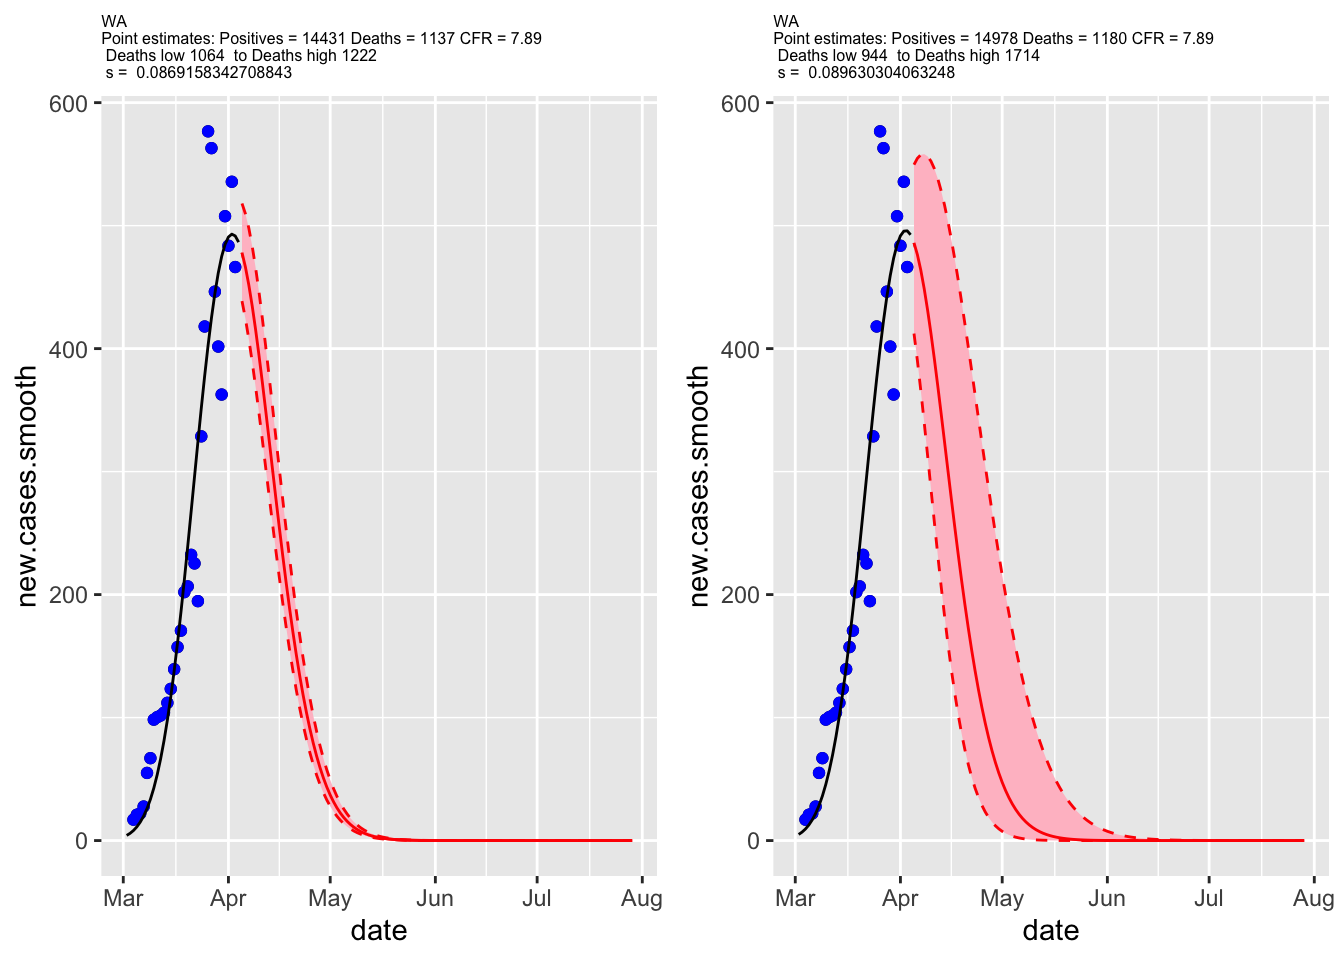 WA
Point estimates: Positives = 14431 Deaths = 1137 CFR = 7.89
Deaths low 1064  to Deaths high 1222
s =  0.0869158342708843
600
400
200
0
new.cases.smooth
Mar Apr May Jun Jul Aug
date
WA
Point estimates: Positives = 14978 Deaths = 1180 CFR = 7.89
Deaths low 944  to Deaths high 1714
s =  0.089630304063248
600
400
200
0
new.cases.smooth
Mar Apr May Jun Jul Aug
date